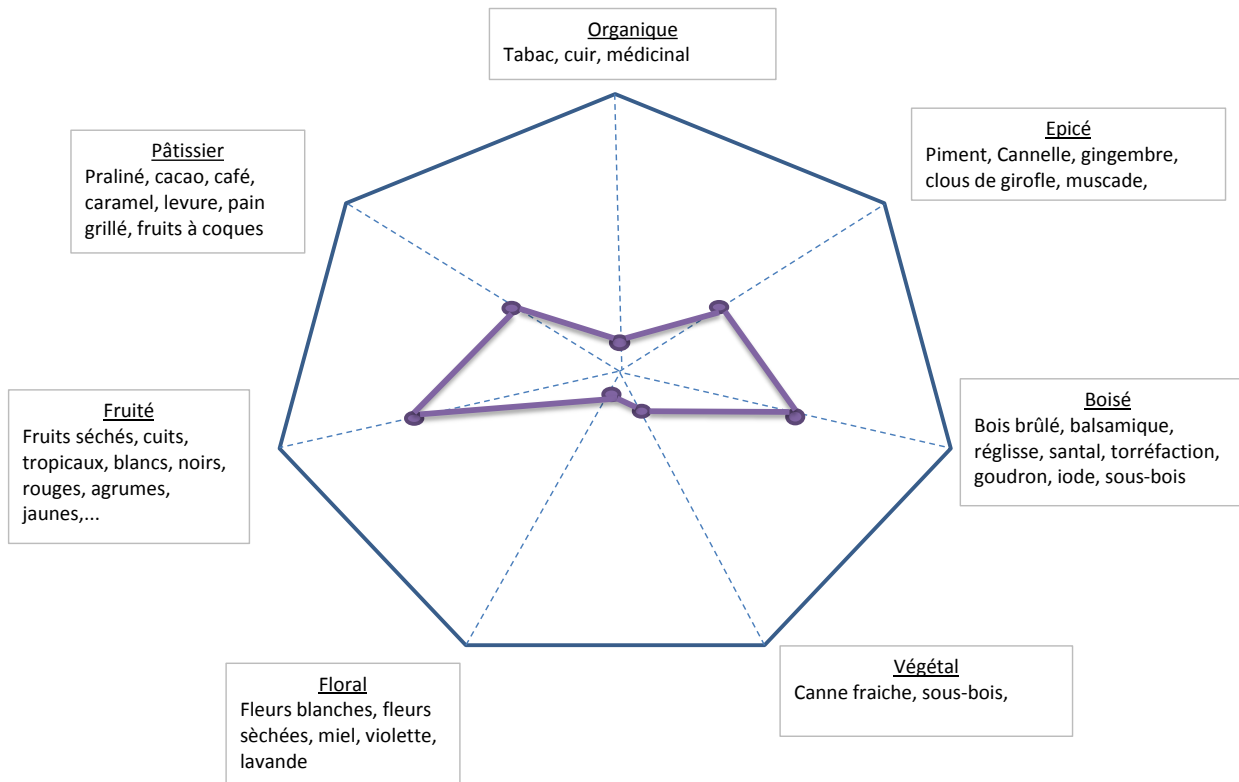 Organique
Tabac, cuir, médicinal
Epicé
Piment, Cannelle, gingembre,
clous de girofle, muscade,
Pâtissier
Praliné, cacao, café,
caramel, levure, pain
grillé, fruits à coques
Boisé
Bois brûlé, balsamique,
réglisse, santal, torréfaction,
goudron, iode, sous-bois
Fruité
Fruits séchés, cuits,
tropicaux, blancs, noirs,
rouges, agrumes,
jaunes,...
Végétal
Canne fraiche, sous-bois,
Floral
Fleurs blanches, fleurs
sèchées, miel, violette,
lavande